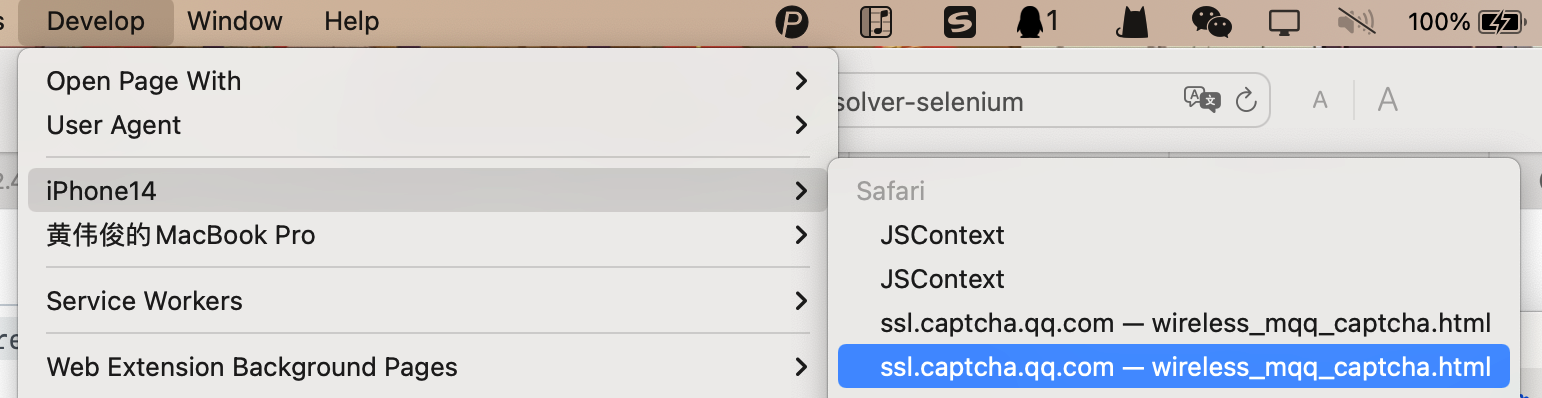 Develop Window Help 1 100%
Open Page With
solver-selenium A A
User Agent
iPhone14
Safari
黄伟俊的MacBook Pro
JSContext
JSContext
Service Workers
ssl.captcha.qq.com — wireless_mqq_captcha.html
Web Extension Background Pages
ssl.captcha.qq.com — wireless_mqq_captcha.html